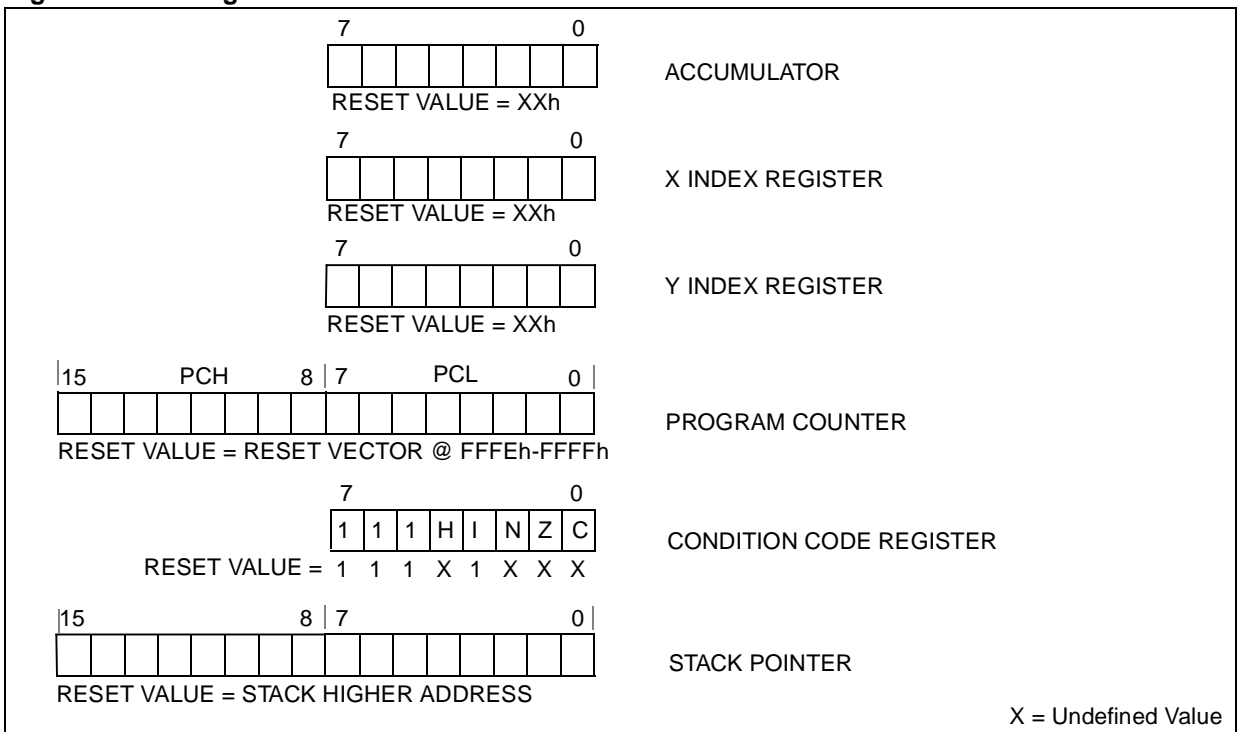 7 0
ACCUMULATOR
RESET VALUE = XXh
7 0
X INDEX REGISTER
RESET VALUE = XXh
7 0
Y INDEX REGISTER
RESET VALUE = XXh
15 PCH 8 7 PCL 0
PROGRAM COUNTER
RESET VALUE = RESET VECTOR @ FFFEh-FFFFh
7 0
1 1 1 H I N Z C
CONDITION CODE REGISTER
RESET VALUE = 1 1 1 X 1 X X X
15 8 7 0
STACK POINTER
RESET VALUE = STACK HIGHER ADDRESS
X = Undefined Value